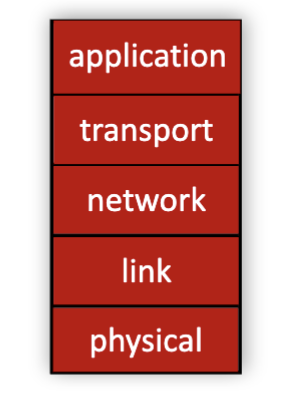 application
transport
network
link
physical